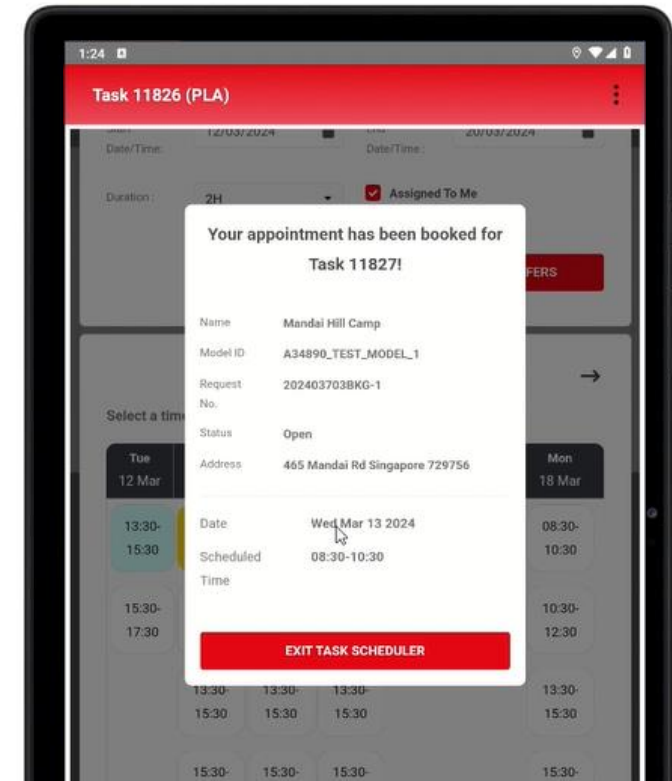 1:24
Task 11826 (PLA)
Start 12/03/2024 End 20/03/2024
Date/Time: Date/Time:
Duration : 2H Assigned To Me
Your appointment has been booked for
Task 11827!
FERS
Name Mandai Hill Camp
Model ID A34890_TEST_MODEL_1
Request 202403703BKG-1
No.
Status Open
Select a tim
Address 465 Mandai Rd Singapore 729756
Tue Mon
12 Mar 18 Mar
Date Wed Mar 13 2024
13:30- 08:30-
15:30 10:30
Scheduled 08:30-10:30
Time
15:30- 10:30-
17:30 12:30
EXIT TASK SCHEDULER
13:30- 13:30- 13:30- 13:30-
15:30 15:30 15:30 15:30
15:30- 15:30- 15:30- 15:30-